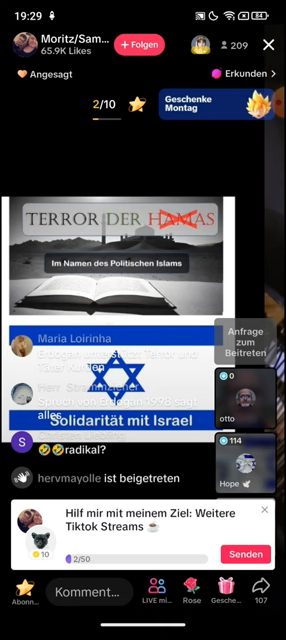 19:29
84
Moritz/Sam...
65.9K Likes
+ Folgen
209
Angesagt
Erkunden >
2/10
Geschenke
Montag
TERROR DER HAMAS
Im Namen des Politischen Islams
Anfrage
zum
Beitreten
Maria Loirinha
Erdogan unterstützt Terror und
Täter Kunden
0
otto
Herr
Spruch von Erdogan 1998 sagt
alles
Solidarität mit Israel
114
Hope
S
🤣🤣radikal?
hervmayolle ist beigetreten
Hilf mir mit meinem Ziel: Weitere
Tiktok Streams ☕
10
2/50
Senden
Abonn...
Komment...
LIVE mi...
Rose
Gesche...
107